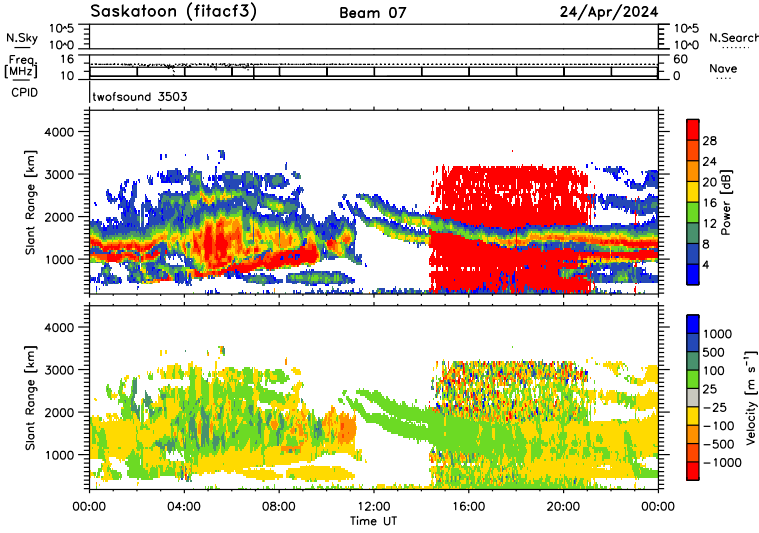 Saskatoon (fitacf3) Beam 07 24/Apr/2024
N.Sky 10^5 10^5 N.Search
10^0 10^0
Freq. 16 60 Nave
[MHz] 10 0
CPID twofsound 3503
4000
3000
2000
1000
Slant Range [km]
28
24
20
16
12
8
4
Power [dB]
4000
3000
2000
1000
Slant Range [km]
1000
500
100
25
-25
-100
-500
-1000
Velocity [m s⁻¹]
00:00 04:00 08:00 12:00 16:00 20:00 00:00
Time UT